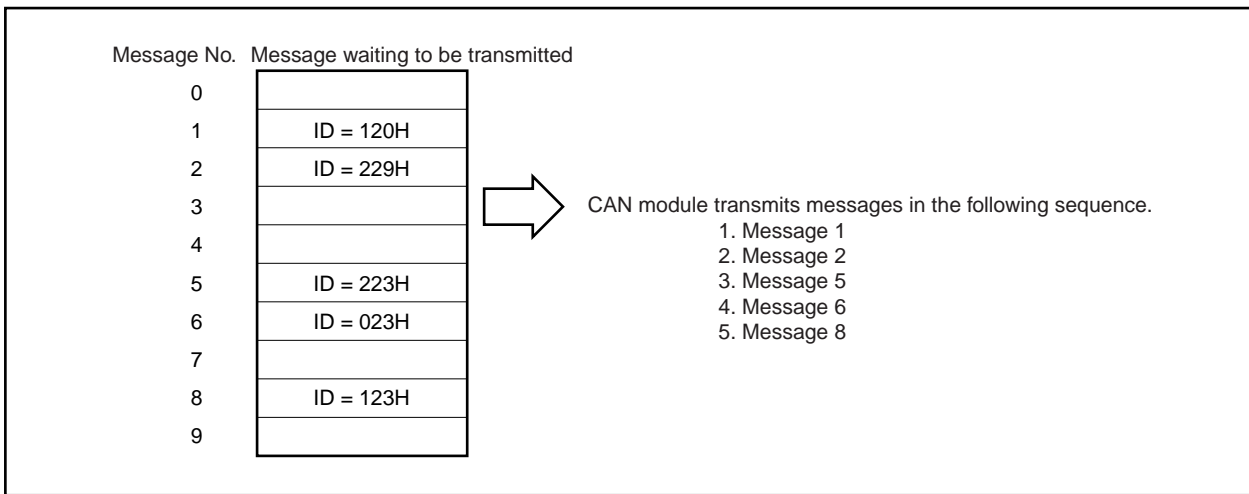 Message No. Message waiting to be transmitted
0
1 ID = 120H
2 ID = 229H
3
4
5 ID = 223H
6 ID = 023H
7
8 ID = 123H
9
CAN module transmits messages in the following sequence.
1. Message 1
2. Message 2
3. Message 5
4. Message 6
5. Message 8